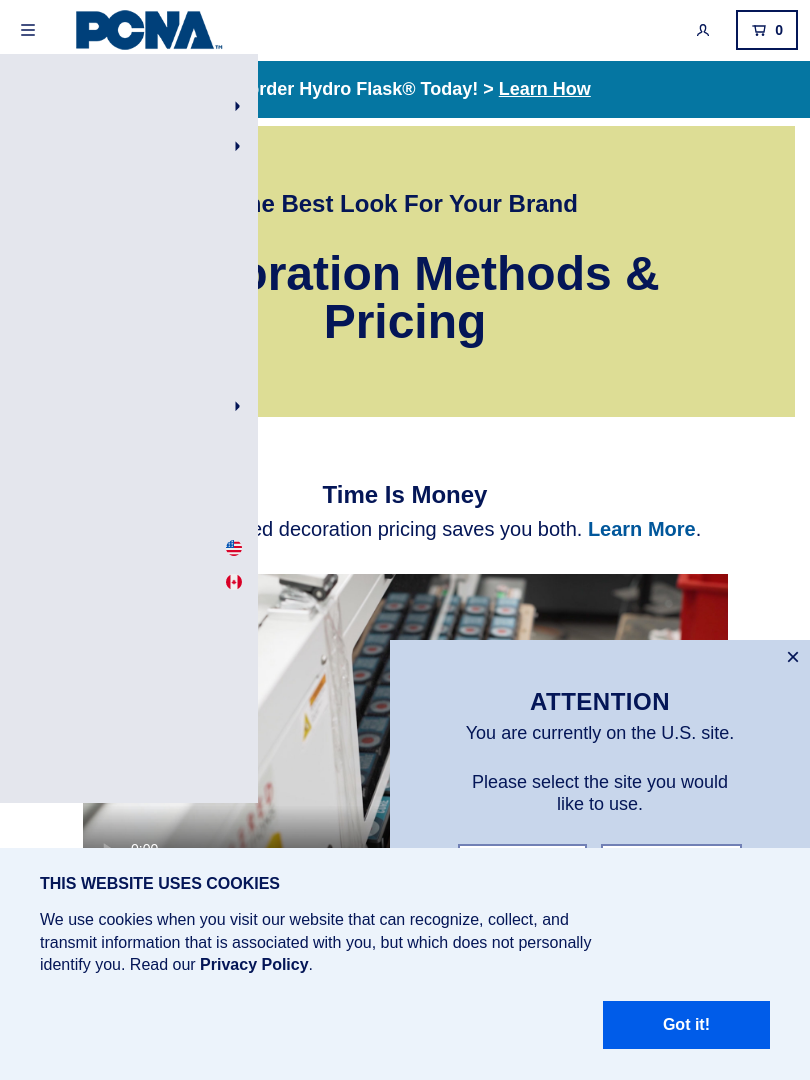 PCNA™
0
order Hydro Flask® Today! > Learn How
Best Look For Your Brand
Methods &
Pricing
Time Is Money
decoration pricing saves you both. Learn More.
ATTENTION
You are currently on the U.S. site.
Please select the site you would
like to use.
0:00
THIS WEBSITE USES COOKIES
We use cookies when you visit our website that can recognize, collect, and
transmit information that is associated with you, but which does not personally
identify you. Read our Privacy Policy.
Got it!